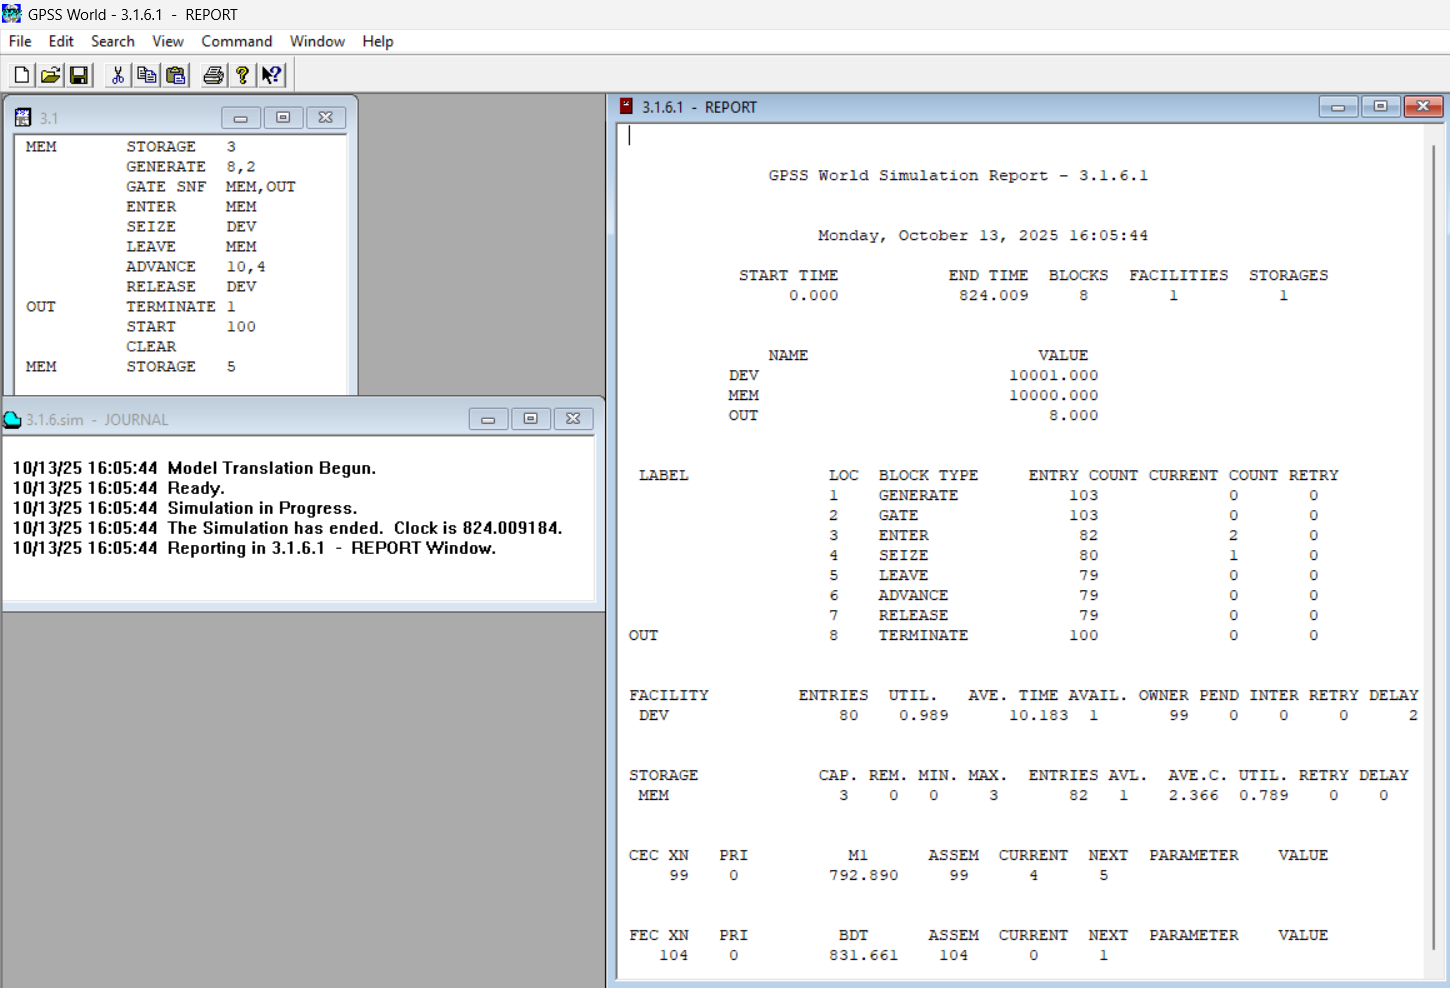 GPSS World - 3.1.6.1 - REPORT
File Edit Search View Command Window Help
3.1
MEM STORAGE 3
GENERATE 8,2
GATE SNF MEM,OUT
ENTER MEM
SEIZE DEV
LEAVE MEM
ADVANCE 10,4
RELEASE DEV
OUT TERMINATE 1
START 100
CLEAR
MEM STORAGE 5
3.1.6.sim - JOURNAL
10/13/25 16:05:44 Model Translation Begun.
10/13/25 16:05:44 Ready.
10/13/25 16:05:44 Simulation in Progress.
10/13/25 16:05:44 The Simulation has ended. Clock is 824.009184.
10/13/25 16:05:44 Reporting in 3.1.6.1 - REPORT Window.
3.1.6.1 - REPORT
GPSS World Simulation Report - 3.1.6.1
Monday, October 13, 2025 16:05:44
START TIME END TIME BLOCKS FACILITIES STORAGES
0.000 824.009 8 1 1
NAME VALUE
DEV 10001.000
MEM 10000.000
OUT 8.000
LABEL LOC BLOCK TYPE ENTRY COUNT CURRENT COUNT RETRY
1 GENERATE 103 0 0
2 GATE 103 0 0
3 ENTER 82 2 0
4 SEIZE 80 1 0
5 LEAVE 79 0 0
6 ADVANCE 79 0 0
7 RELEASE 79 0 0
OUT 8 TERMINATE 100 0 0
FACILITY ENTRIES UTIL. AVE. TIME AVAIL. OWNER PEND INTER RETRY DELAY
DEV 80 0.989 10.183 1 99 0 0 0 2
STORAGE CAP. REM. MIN. MAX. ENTRIES AVL. AVE.C. UTIL. RETRY DELAY
MEM 3 0 0 3 82 1 2.366 0.789 0 0
CEC XN PRI M1 ASSEM CURRENT NEXT PARAMETER VALUE
99 0 792.890 99 4 5
FEC XN PRI BDT ASSEM CURRENT NEXT PARAMETER VALUE
104 0 831.661 104 0 1